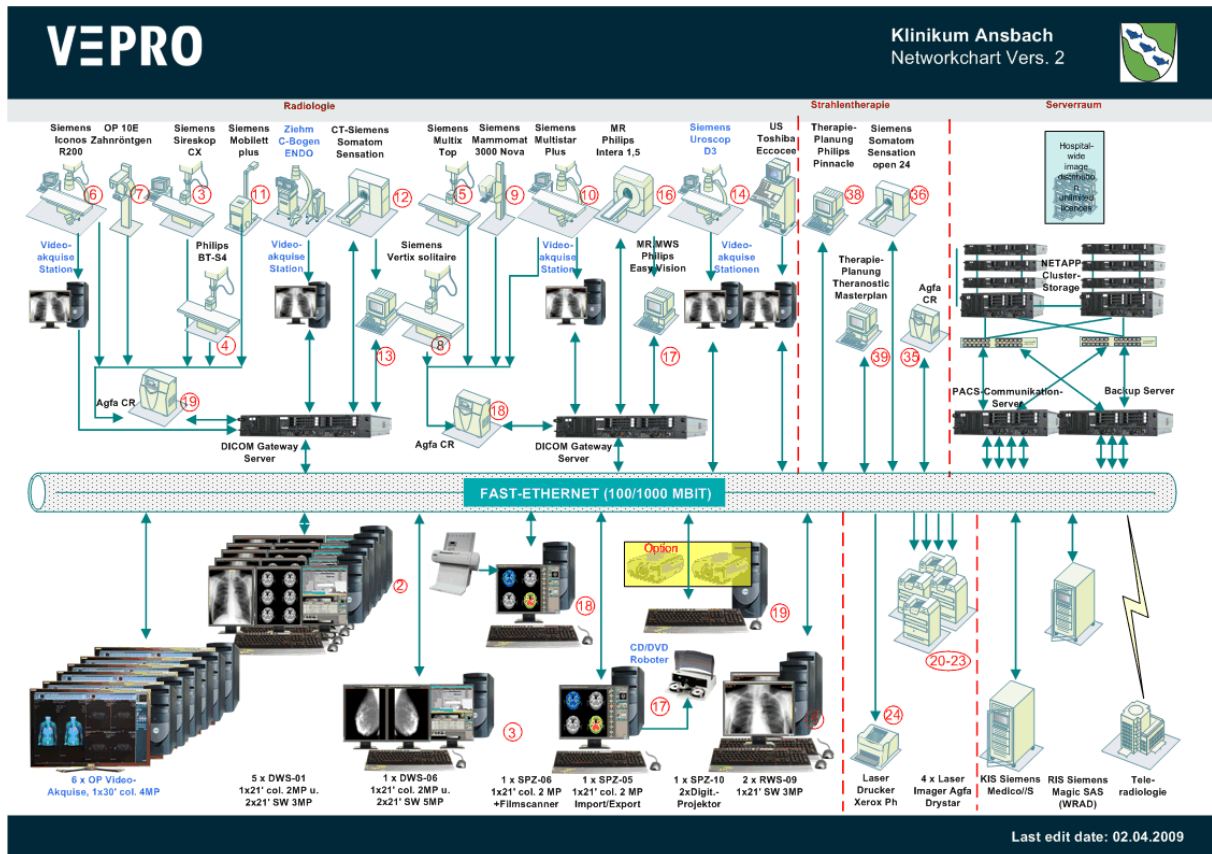 VEPRO
Klinikum Ansbach
Networkchart Vers. 2
Radiologie
Strahlentherapie
Serverraum
Siemens
Iconos
R200
OP 10E
Zahnröntgen
Siemens
Sireskop
CX
Siemens
Mobilett
plus
Ziehm
C-Bogen
ENDO
CT-Siemens
Somatom
Sensation
Siemens
Multix
Top
Siemens
Mammomat
3000 Nova
Siemens
Multistar
Plus
MR
Philips
Intera 1,5
Siemens
Uroscop
D3
US
Toshiba
Eccocee
Therapie-
Planung
Philips
Pinnacle
Siemens
Somatom
Sensation
open 24
Hospital-
wide
image
unlimited
licences
6
7
3
11
12
5
9
10
16
14
38
36
Video-
akquise
Station
Philips
BT-S4
Video-
akquise
Station
Siemens
Vertix solitaire
Video-
akquise
Station
MR.MWS
Philips
Easy Vision
Video-
akquise
Stationen
Therapie-
Planung
Theranostic
Masterplan
Agfa
CR
NETAPP
Cluster-
Storage
4
13
8
17
39
35
Agfa CR
19
18
Agfa CR
PACS-Communikation-
Server
Backup Server
DICOM Gateway
Server
DICOM Gateway
Server
FAST-ETHERNET (100/1000 MBIT)
Option
2
18
19
20-23
CD/DVD
Roboter
3
17
24
6 x OP Video-
Akquise, 1x30' col. 4MP
5 x DWS-01
1x21' col. 2MP u.
2x21' SW 3MP
1 x DWS-06
1x21' col. 2MP u.
2x21' SW 5MP
1 x SPZ-06
1x21' col. 2 MP
+Filmscanner
1 x SPZ-05
1x21' col. 2 MP
Import/Export
1 x SPZ-10
2xDigit.-
Projektor
2 x RWS-09
1x21' SW 3MP
Laser
Drucker
Xerox Ph
4 x Laser
Imager Agfa
Drystar
KIS Siemens
Medico//S
RIS Siemens
Magic SAS
(WRAD)
Tele-
radiologie
Last edit date: 02.04.2009